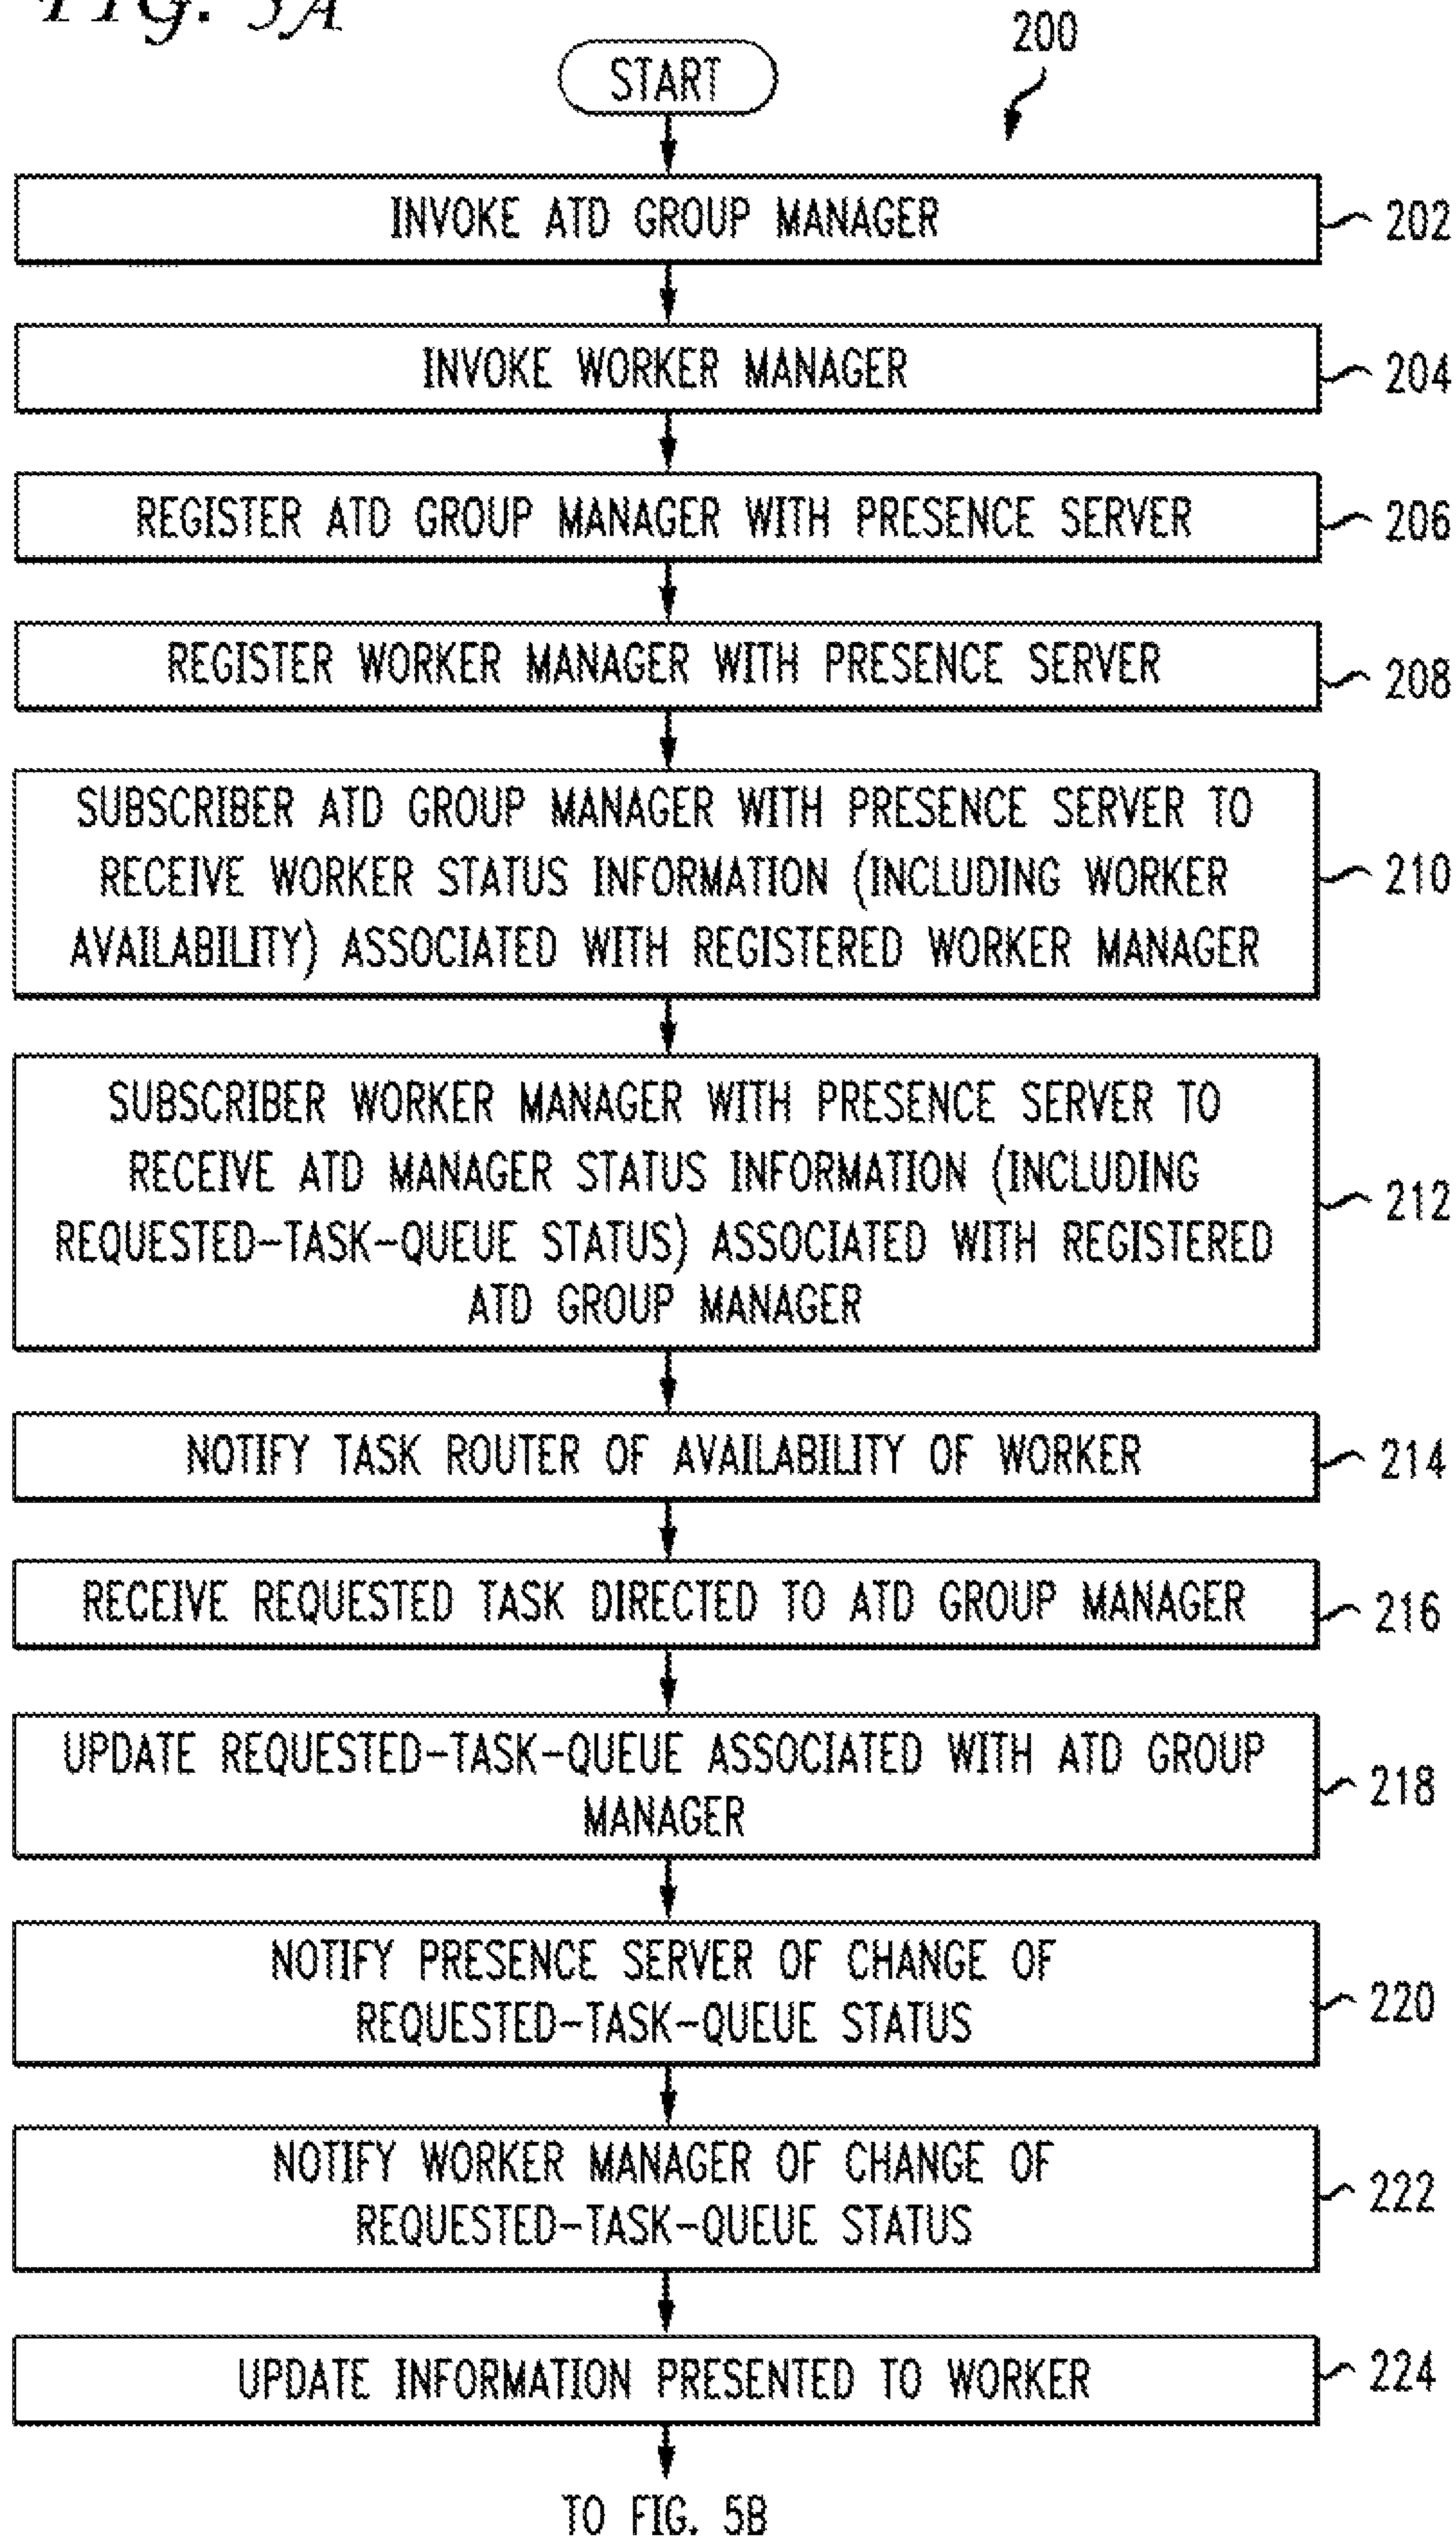 FIG. 5A
200
START
INVOKE ATD GROUP MANAGER
202
INVOKE WORKER MANAGER
204
REGISTER ATD GROUP MANAGER WITH PRESENCE SERVER
206
REGISTER WORKER MANAGER WITH PRESENCE SERVER
208
SUBSCRIBER ATD GROUP MANAGER WITH PRESENCE SERVER TO
RECEIVE WORKER STATUS INFORMATION (INCLUDING WORKER
AVAILABILITY) ASSOCIATED WITH REGISTERED WORKER MANAGER
210
SUBSCRIBER WORKER MANAGER WITH PRESENCE SERVER TO
RECEIVE ATD MANAGER STATUS INFORMATION (INCLUDING
REQUESTED-TASK-QUEUE STATUS) ASSOCIATED WITH REGISTERED
ATD GROUP MANAGER
212
NOTIFY TASK ROUTER OF AVAILABILITY OF WORKER
214
RECEIVE REQUESTED TASK DIRECTED TO ATD GROUP MANAGER
216
UPDATE REQUESTED-TASK-QUEUE ASSOCIATED WITH ATD GROUP
MANAGER
218
NOTIFY PRESENCE SERVER OF CHANGE OF
REQUESTED-TASK-QUEUE STATUS
220
NOTIFY WORKER MANAGER OF CHANGE OF
REQUESTED-TASK-QUEUE STATUS
222
UPDATE INFORMATION PRESENTED TO WORKER
224
TO FIG. 5B